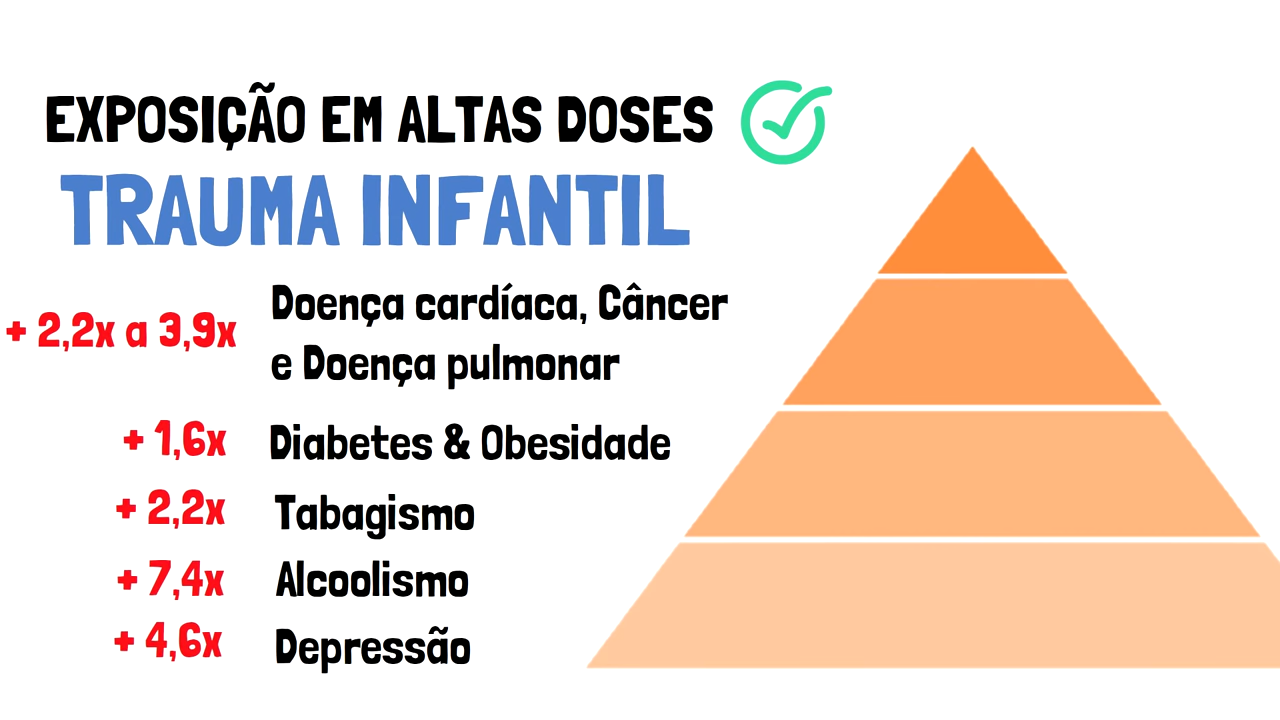 EXPOSIÇÃO EM ALTAS DOSES
TRAUMA INFANTIL
+ 2,2x a 3,9x
Doença cardíaca, Câncer
e Doença pulmonar
+ 1,6x Diabetes & Obesidade
+ 2,2x Tabagismo
+ 7,4x Alcoolismo
+ 4,6x Depressão